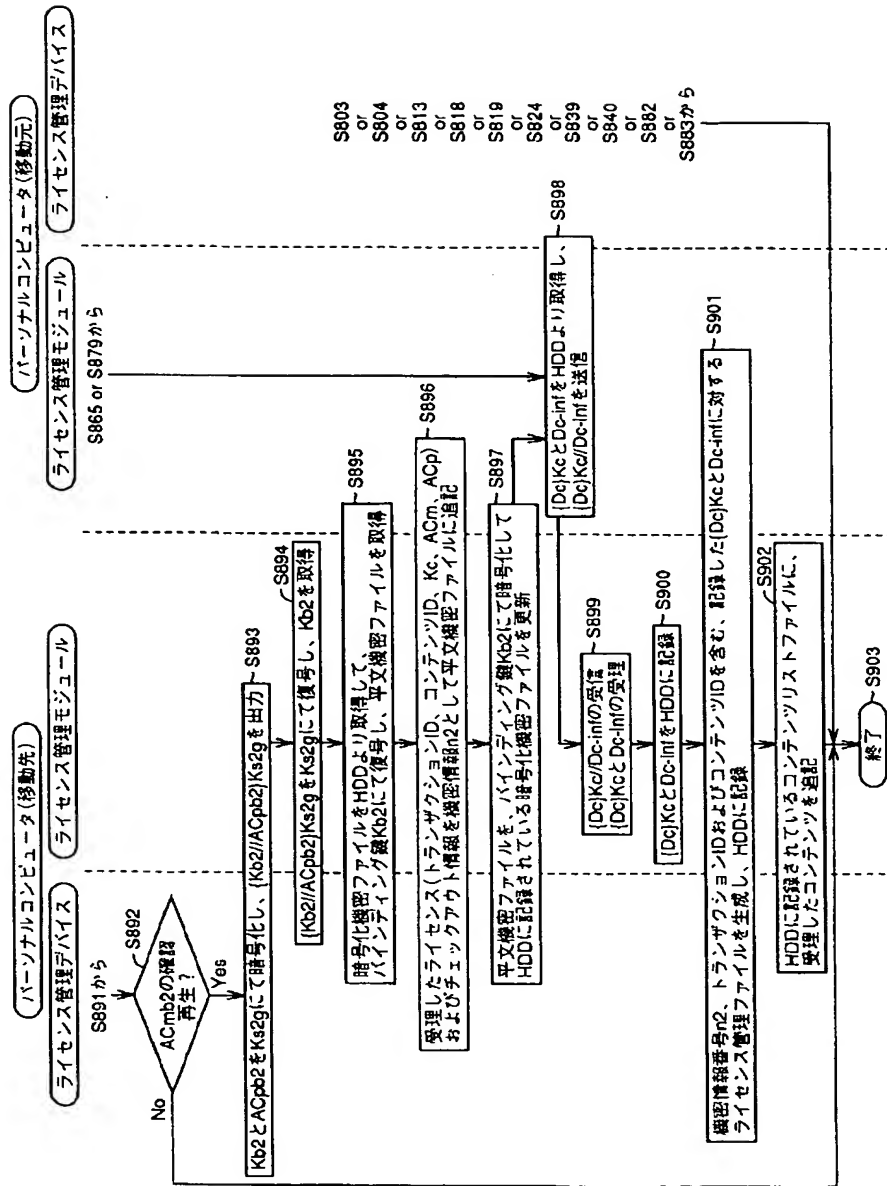 パーソナルコンピュータ(移動先)
パーソナルコンピュータ(移動元)
ライセンス管理デバイス
ライセンス管理モジュール
ライセンス管理モジュール
ライセンス管理デバイス
S891から
S892
ACmb2の確認
再生?
No
Yes
S893
Kb2とACpb2をKs2gにて暗号化し、{Kb2//ACpb2}Ks2gを出力
S894
{Kb2//ACpb2}Ks2gをKs2gにて復号し、Kb2を取得
S895
暗号化機密ファイルをHDDより取得して、
バインディング鍵Kb2にて復号し、平文機密ファイルを取得
S896
受理したライセンス(トランザクションID、コンテンツID、Kc、ACm、ACp)
およびチェックアウト情報を機密情報n2として平文機密ファイルに追記
S897
平文機密ファイルを、バインディング鍵Kb2にて暗号化して
HDDに記録されている暗号化機密ファイルを更新
S865 or S879から
S898
{Dc}KcとDc-infをHDDより取得し、
{Dc}Kc//Dc-infを送信
S899
{Dc}Kc//Dc-infの受信
{Dc}KcとDc-infの受理
S900
{Dc}KcとDc-infをHDDに記録
S901
機密情報番号n2、トランザクションIDおよびコンテンツIDを含む、記録した{Dc}KcとDc-infに対する
ライセンス管理ファイルを生成し、HDDに記録
S902
HDDに記録されているコンテンツリストファイルに、
受理したコンテンツを追記
S803
or
S804
or
S813
or
S818
or
S819
or
S824
or
S839
or
S840
or
S882
or
S883から
S903
終了